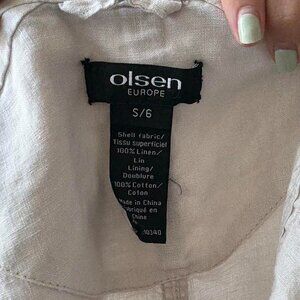 olsen
EUROPE
S/6
Shell fabric/
Tissu superficiel
100% Linen/
Lin
Lining/
Doublure
100% Cotton/
Coton
Made in China
Fabriqué en
Chine
10340